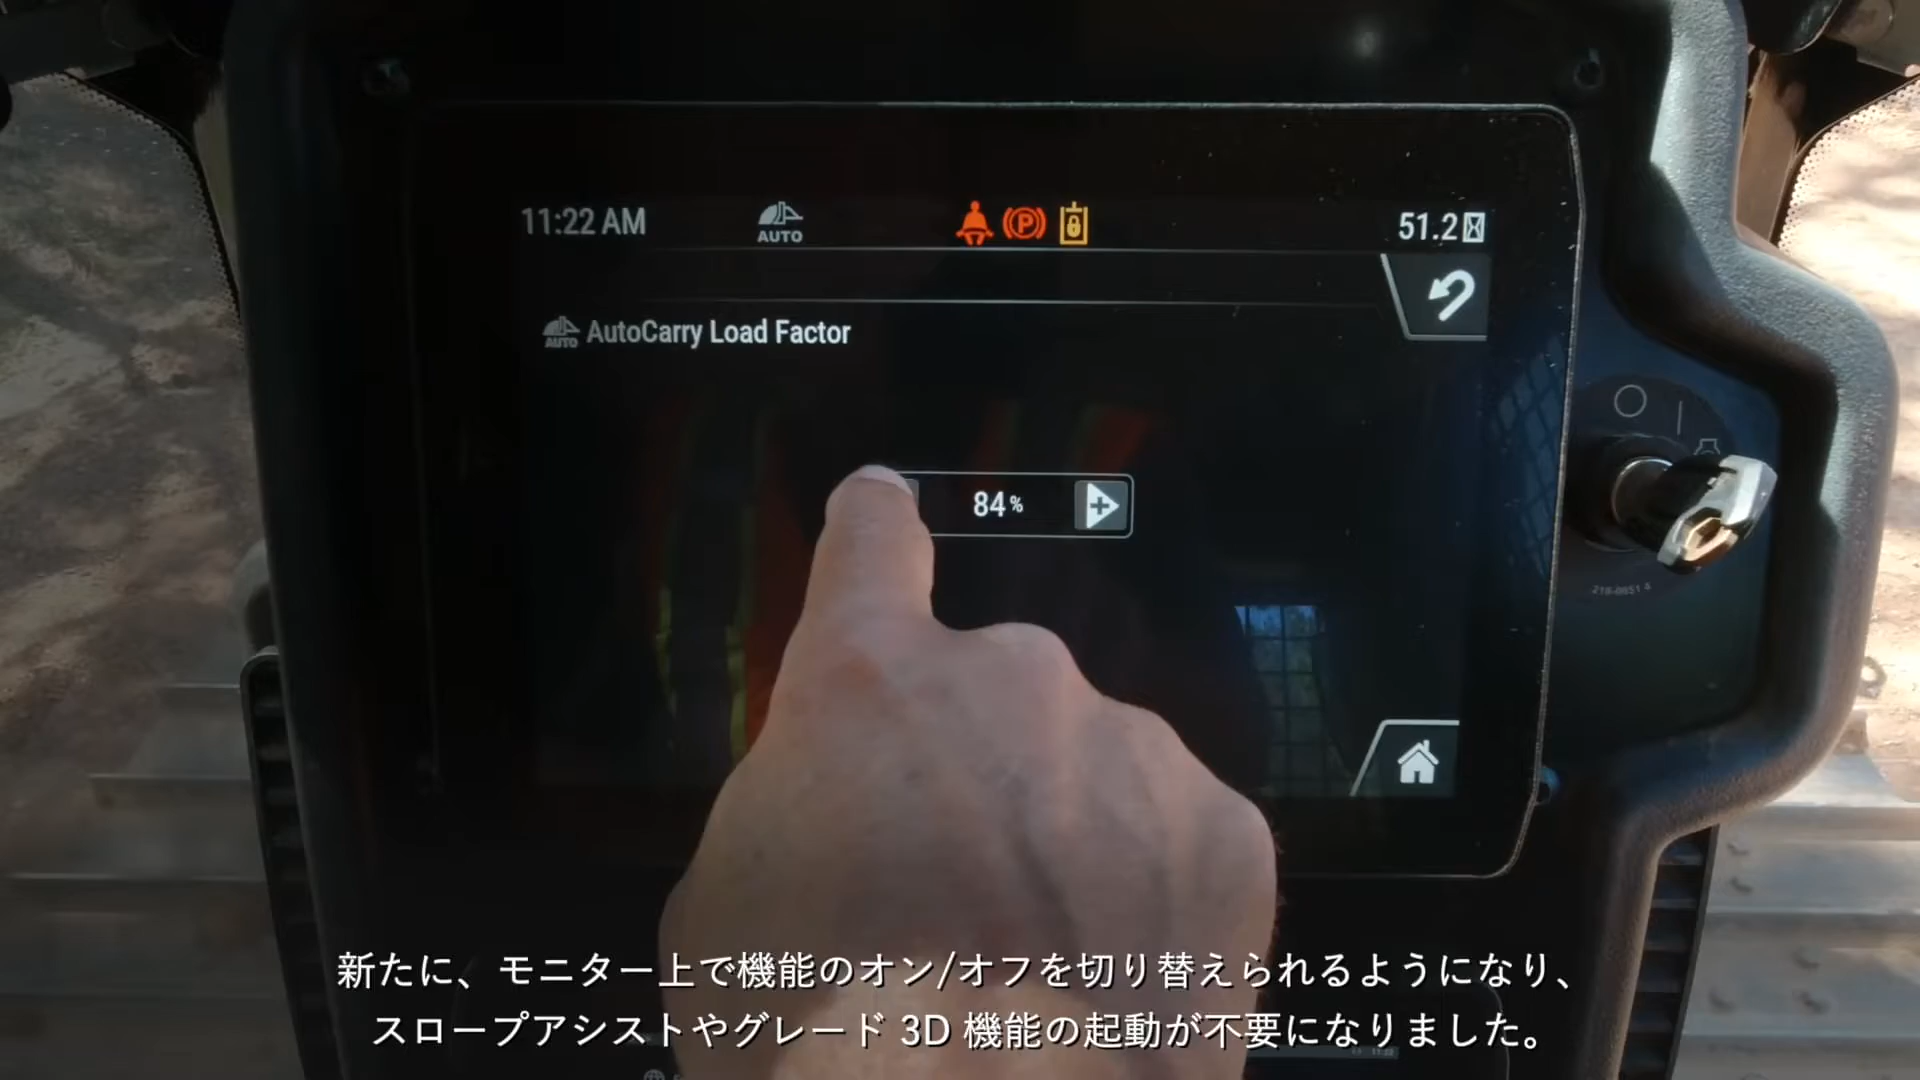 11:22 AM
AUTO
P
51.2
AUTO
AutoCarry Load Factor
84%
新たに、モニター上で機能のオン/オフを切り替えられるようになり、
スロープアシストやグレード 3D 機能の起動が不要になりました。